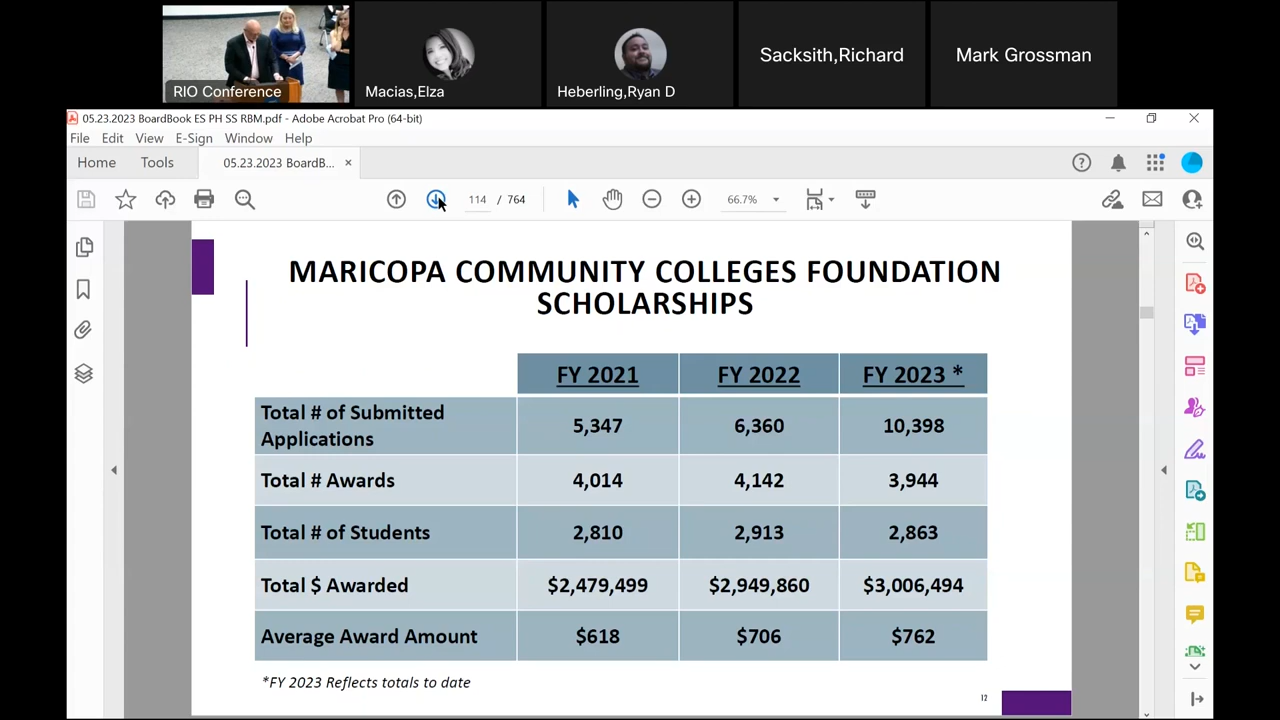 RIO Conference
Macias,Elza
Heberling,Ryan D
Sacksith,Richard
Mark Grossman
05.23.2023 BoardBook ES PH SS RBM.pdf - Adobe Acrobat Pro (64-bit)
File Edit View E-Sign Window Help
Home Tools 05.23.2023 BoardB... ×
114 / 764 66.7%
MARICOPA COMMUNITY COLLEGES FOUNDATION
SCHOLARSHIPS
FY 2021 FY 2022 FY 2023 *
Total # of Submitted
Applications 5,347 6,360 10,398
Total # Awards 4,014 4,142 3,944
Total # of Students 2,810 2,913 2,863
Total $ Awarded $2,479,499 $2,949,860 $3,006,494
Average Award Amount $618 $706 $762
*FY 2023 Reflects totals to date
12